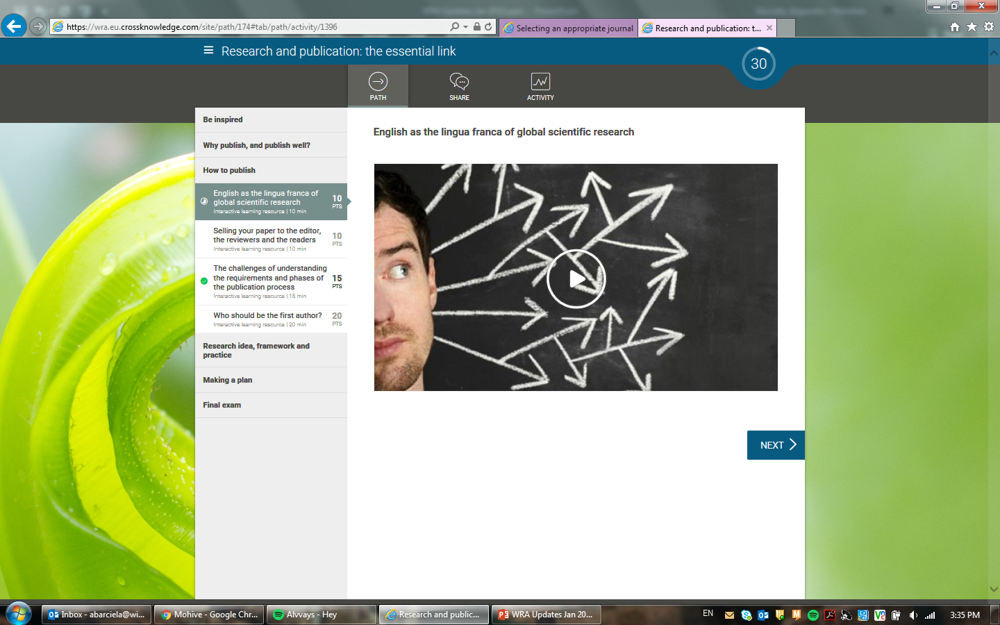 https://wra.eu.crossknowledge.com/site/path/174#tab/path/activity/1396
Selecting an appropriate journal
Research and publication: t...
Research and publication: the essential link
30
PATH
SHARE
ACTIVITY
Be inspired
Why publish, and publish well?
How to publish
English as the lingua franca of
global scientific research
Interactive learning resource | 10 min
10
PTS
Selling your paper to the editor,
the reviewers and the readers
Interactive learning resource | 10 min
10
PTS
The challenges of understanding
the requirements and phases of
the publication process
Interactive learning resource | 15 min
15
PTS
Who should be the first author?
Interactive learning resource | 20 min
20
PTS
Research idea, framework and
practice
Making a plan
Final exam
English as the lingua franca of global scientific research
NEXT
Inbox - abarciela@wi...
Mohive - Google Chr...
Alvvays - Hey
Research and public...
WRA Updates Jan 20...
EN
3:35 PM